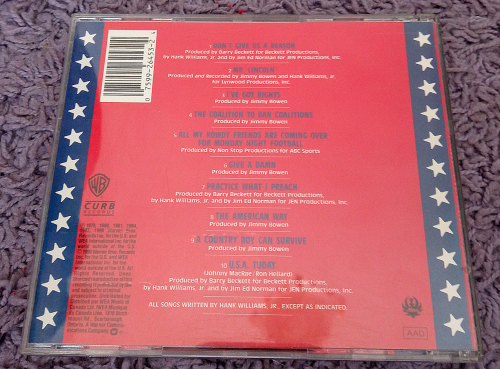 0 7599-26453-2 4
1. DON'T GIVE US A REASON
Produced by Barry Beckett for Beckett Productions,
by Hank Williams, Jr. and by Jim Ed Norman for JEN Productions, Inc.
2. MR. LINCOLN
Produced and Recorded by Jimmy Bowen and Hank Williams, Jr.
for Lynwood Productions, Inc.
3. I'VE GOT RIGHTS
Produced by Jimmy Bowen
4. THE COALITION TO BAN COALITIONS
Produced by Jimmy Bowen
5. ALL MY ROWDY FRIENDS ARE COMING OVER
FOR MONDAY NIGHT FOOTBALL
Produced by Ben Strip Productions for ABC Sports
6. GIVE A DAMN
Produced by Jimmy Bowen
7. PRACTICE WHAT I PREACH
Produced by Barry Beckett for Beckett Productions,
by Hank Williams, Jr. and by Jim Ed Norman for JEN Productions, Inc.
8. THE AMERICAN WAY
Produced by Jimmy Bowen
9. A COUNTRY BOY CAN SURVIVE
Produced by Jimmy Bowen
10. U.S.A. TODAY
(Johnny MacRae/Ron Hellard)
Produced by Barry Beckett for Beckett Productions,
by Hank Williams, Jr. and by Jim Ed Norman for JEN Productions, Inc.
ALL SONGS WRITTEN BY HANK WILLIAMS, JR., EXCEPT AS INDICATED
WB
CURB
RECORDS
AAD